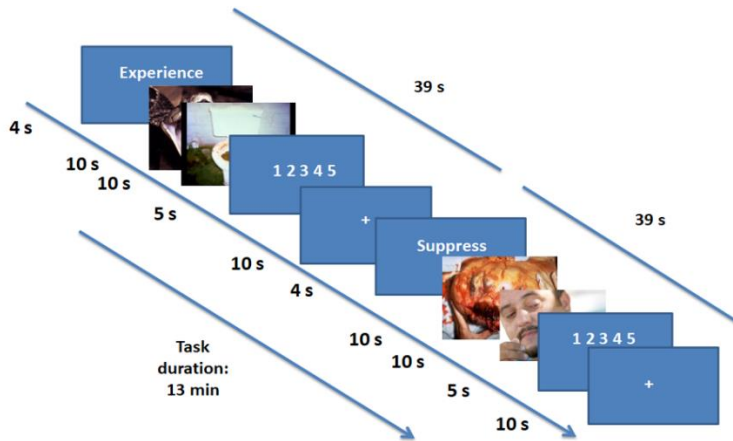 Experience
39 s
4 s
10 s
10 s
1 2 3 4 5
5 s
+
39 s
10 s
Suppress
4 s
10 s
10 s
1 2 3 4 5
Task
duration:
13 min
+
5 s
10 s